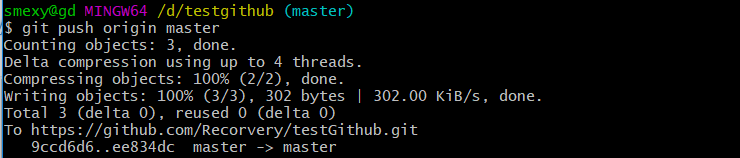 smexy@gd MINGW64 /d/testgithub (master)
$ git push origin master
Counting objects: 3, done.
Delta compression using up to 4 threads.
Compressing objects: 100% (2/2), done.
Writing objects: 100% (3/3), 302 bytes | 302.00 KiB/s, done.
Total 3 (delta 0), reused 0 (delta 0)
To https://github.com/Recorvery/testGithub.git
   9ccd6d6..ee834dc  master -> master